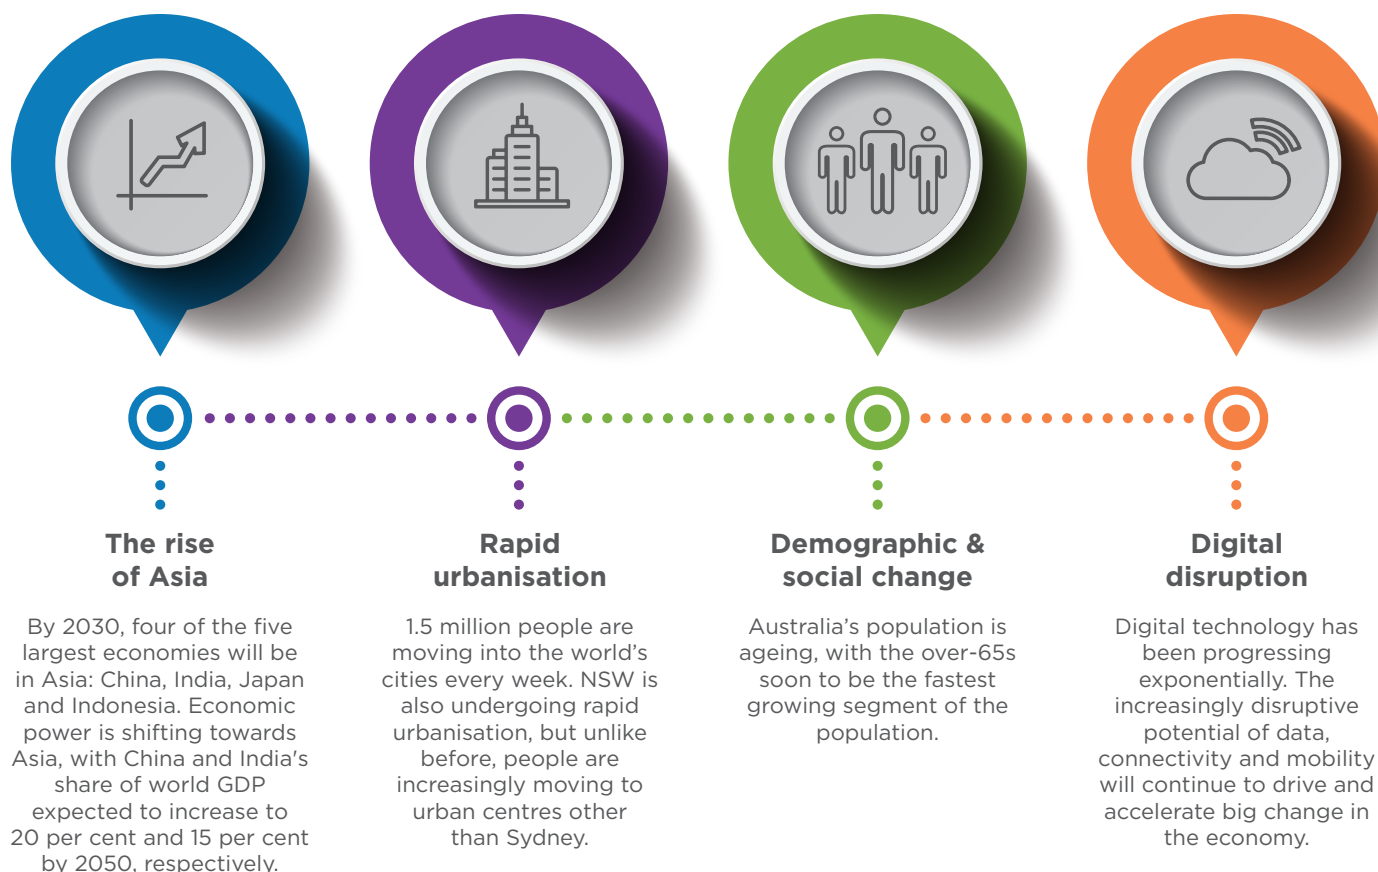 The rise
of Asia
By 2030, four of the five
largest economies will be
in Asia: China, India, Japan
and Indonesia. Economic
power is shifting towards
Asia, with China and India's
share of world GDP
expected to increase to
20 per cent and 15 per cent
by 2050, respectively.
Rapid
urbanisation
1.5 million people are
moving into the world’s
cities every week. NSW is
also undergoing rapid
urbanisation, but unlike
before, people are
increasingly moving to
urban centres other
than Sydney.
Demographic &
social change
Australia’s population is
ageing, with the over-65s
soon to be the fastest
growing segment of the
population.
Digital
disruption
Digital technology has
been progressing
exponentially. The
increasingly disruptive
potential of data,
connectivity and mobility
will continue to drive and
accelerate big change in
the economy.